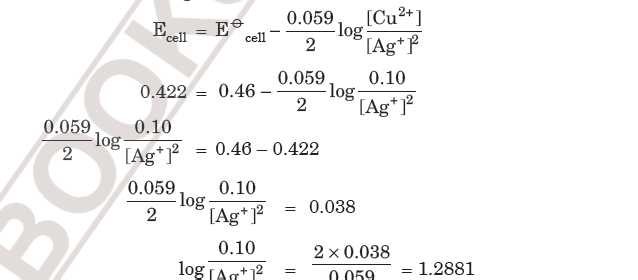 E_cell = E^⊖_cell − 0.059/2 log [Cu²⁺]/[Ag⁺]²
0.422 = 0.46 − 0.059/2 log 0.10/[Ag⁺]²
0.059/2 log 0.10/[Ag⁺]² = 0.46 − 0.422
0.059/2 log 0.10/[Ag⁺]² = 0.038
log 0.10/[Ag⁺]² = 2 × 0.038/0.059 = 1.2881
BOOK